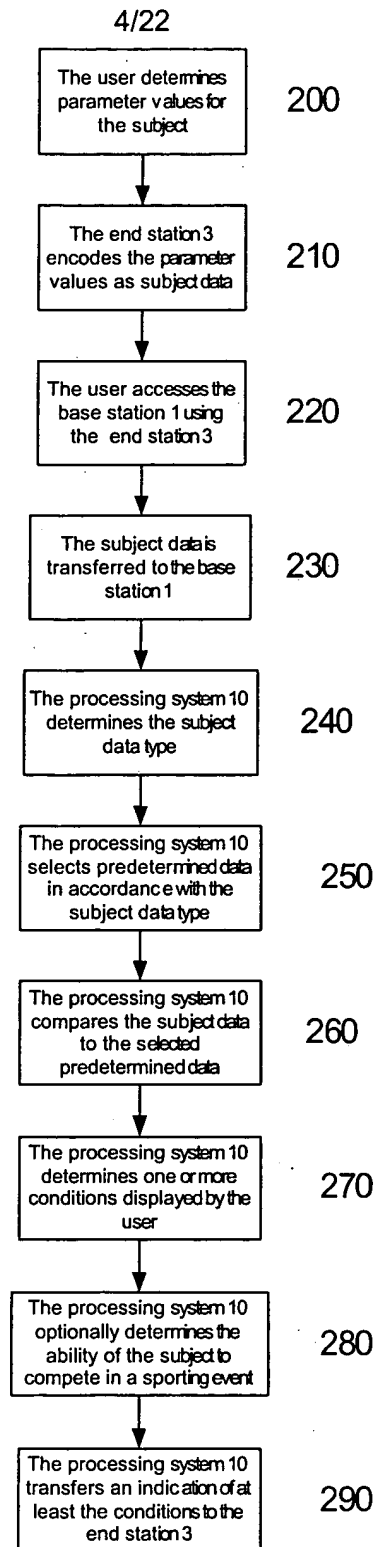 4/22
The user determines
parameter values for
the subject
200
The end station 3
encodes the parameter
values as subject data
210
The user accesses the
base station 1 using
the end station 3
220
The subject data is
transferred to the base
station 1
230
The processing system 10
determines the subject
data type
240
The processing system 10
selects predetermined data
in accordance with the
subject data type
250
The processing system 10
compares the subject data
to the selected
predetermined data
260
The processing system 10
determines one or more
conditions displayed by the
user
270
The processing system 10
optionally determines the
ability of the subject to
compete in a sporting event
280
The processing system 10
transfers an indication of at
least the conditions to the
end station 3
290